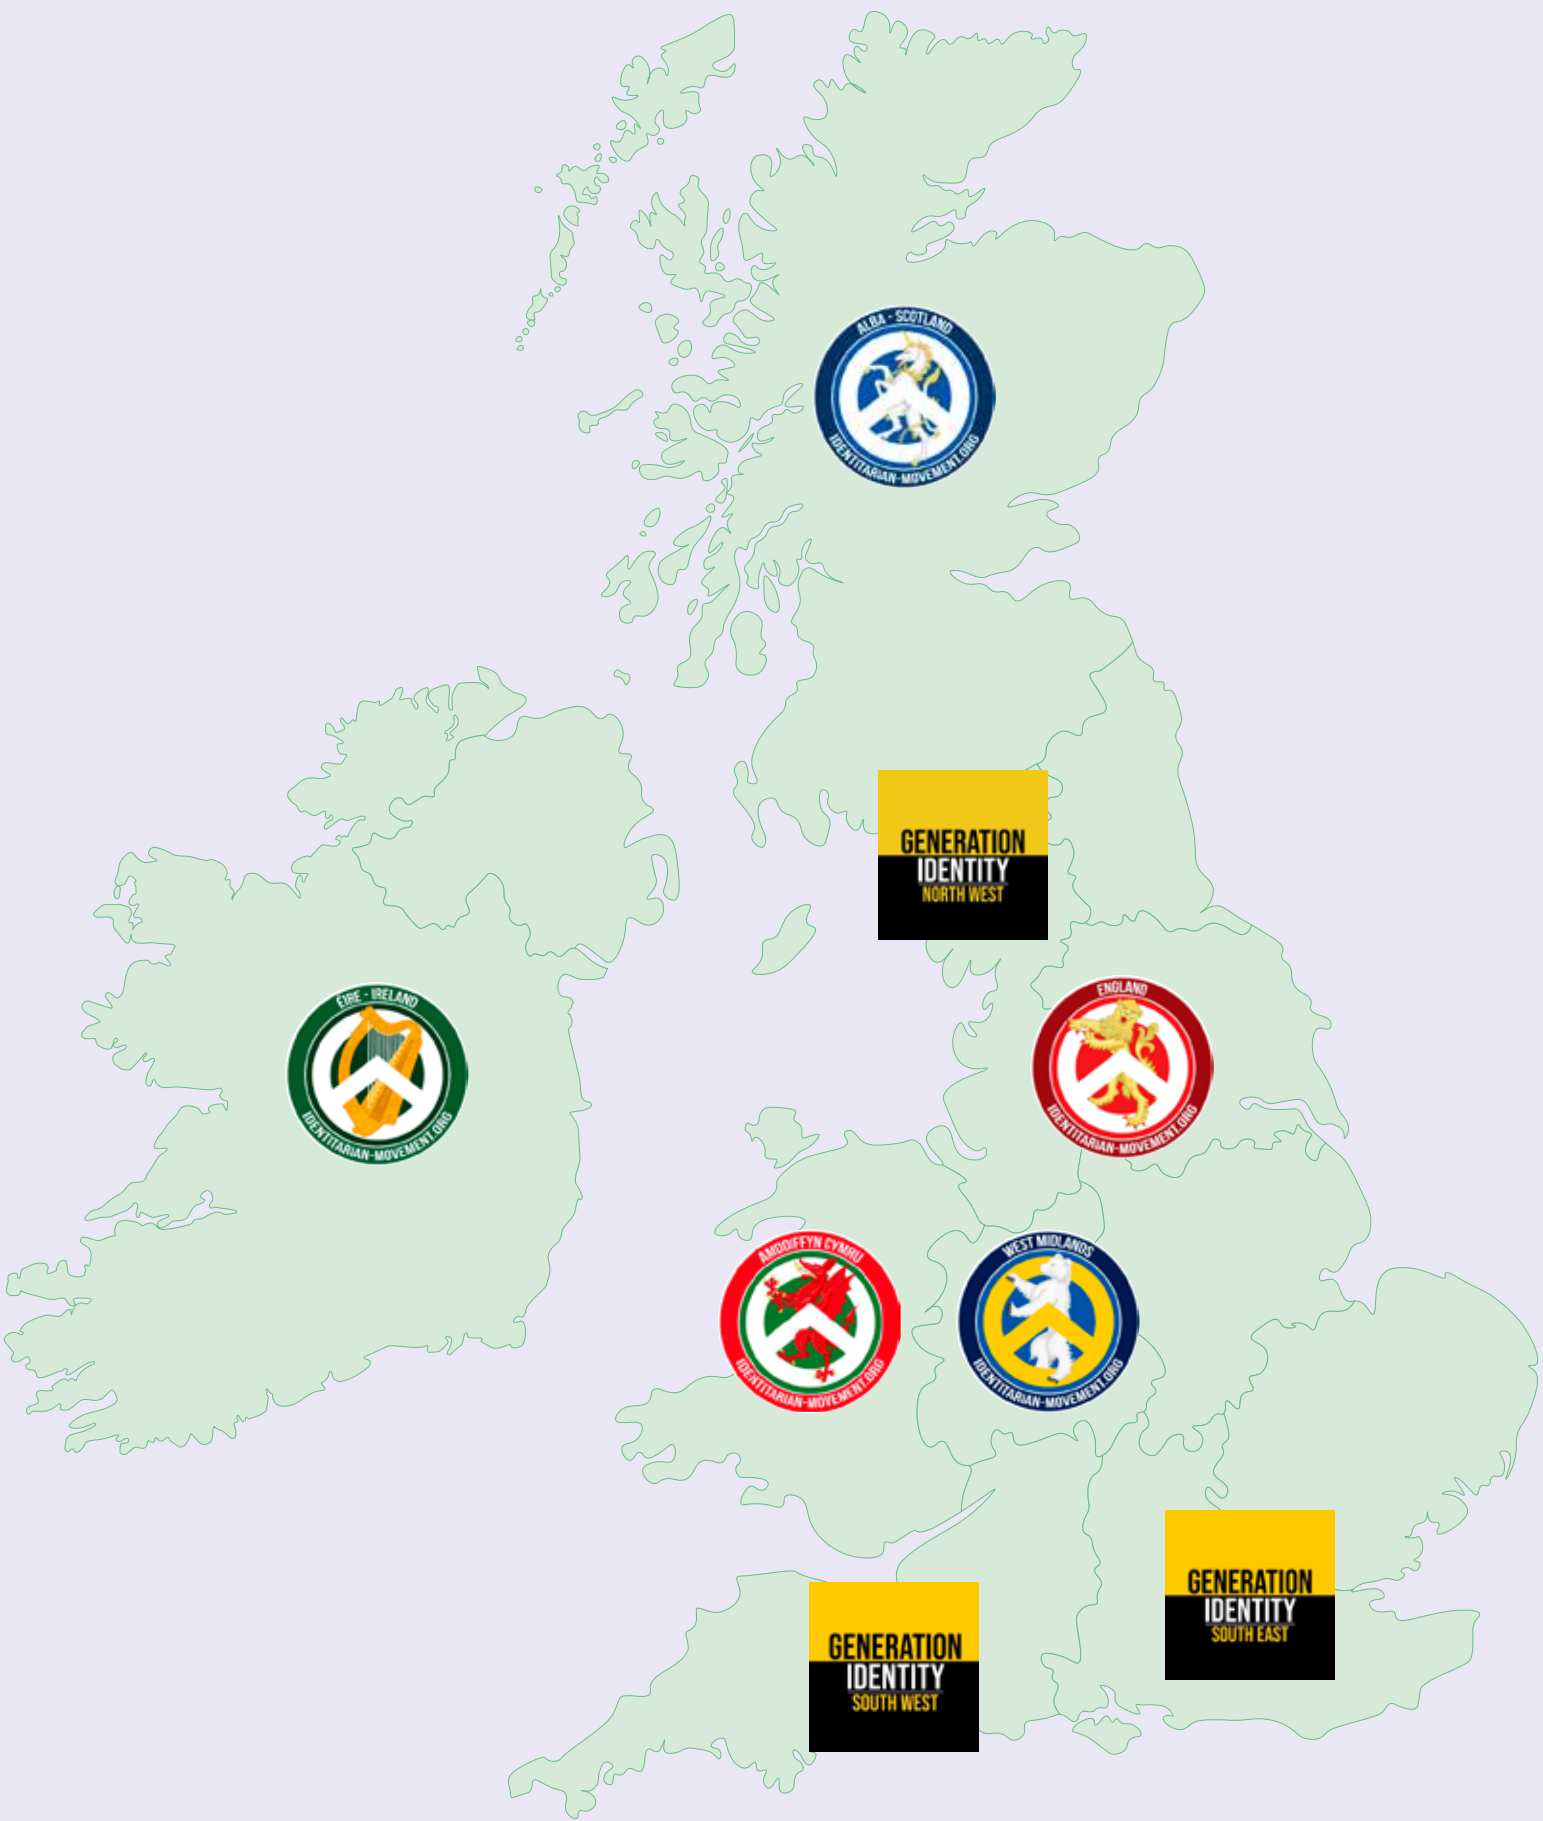 ALBA - SCOTLAND
IDENTITARIAN-MOVEMENT.ORG
GENERATION
IDENTITY
NORTH WEST
ÉIRE - IRELAND
IDENTITARIAN-MOVEMENT.ORG
ENGLAND
IDENTITARIAN-MOVEMENT.ORG
AMDDIFFYN CYMRU
IDENTITARIAN-MOVEMENT.ORG
WEST MIDLANDS
IDENTITARIAN-MOVEMENT.ORG
GENERATION
IDENTITY
SOUTH EAST
GENERATION
IDENTITY
SOUTH WEST